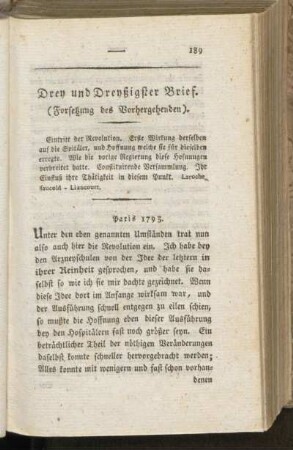 189
Drey und Dreyßigster Brief.
(Forsetzung des Vorhergehenden).
Eintritt der Revolution. Erste Wirkung derselben
auf die Spitäler, und Hoffnung welche sie für dieselben
erregte. Wie die vorige Regierung diese Hoffnungen
vereitelt hatte. Constituirende Versammlung. Ihr
Einfluß ihre Thätigkeit in diesem Punkt. Laroche-
foucauld-Liancourt.
Paris 1793.
Unter den eben genannten Umständen trat nun
also auch hier die Revolution ein. Ich habe bey
den Arzneyschulen von der Idee der letztern in
ihrer Reinheit gesprochen, und habe sie da-
selbst so wie ich sie mir dachte gezeichnet. Wenn
diese Idee dort im Anfange wirksam war, und
der Ausführung schnell entgegen zu eilen schien,
so mußte die Hoffnung eben dieser Ausführung
bey den Hospitälern fast noch größer seyn. Ein
beträchtlicher Theil der nöthigen Veränderungen
daselbst konnte schneller hervorgebracht werden;
Alles konnte mit wenigern und fast schon vorhan-
denen